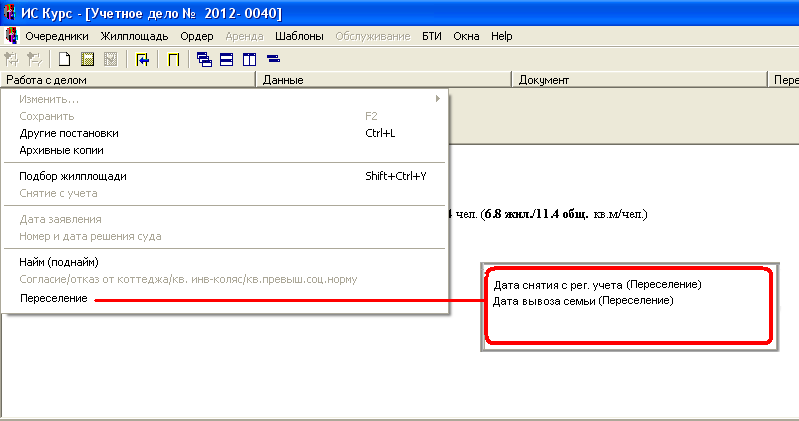 ИС Курс - [Учетное дело № 2012- 0040]
Очередники Жилплощадь Ордер Аренда Шаблоны Обслуживание БТИ Окна Help
Работа с делом Данные Документ Пере
Изменить...
Сохранить F2
Другие постановки Ctrl+L
Архивные копии
Подбор жилплощади Shift+Ctrl+Y
Снятие с учета
Дата заявления
4 чел. (6.8 жил./11.4 общ. кв.м/чел.)
Номер и дата решения суда
Найм (поднайм)
Согласие/отказ от коттеджа/кв. инв-коляс/кв.превыш.соц.норму
Переселение
Дата снятия с рег. учета (Переселение)
Дата вывоза семьи (Переселение)